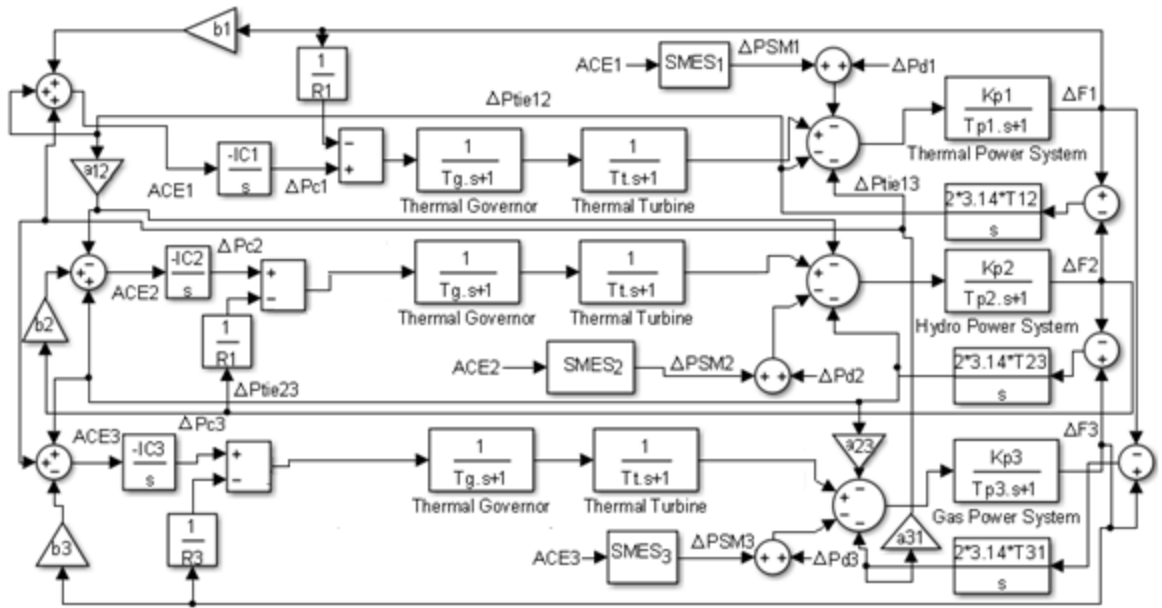 b1
1
R1
ACE1
SMES1
ΔPSM1
+ +
ΔPd1
Kp1
Tp1.s+1
ΔF1
Thermal Power System
+
+
+
ΔPtie12
a12
ACE1
-IC1
s
ΔPc1
−
+
1
Tg.s+1
Thermal Governor
1
Tt.s+1
Thermal Turbine
+ −
− −
ΔPtie13
2*3.14*T12
s
+
−
ΔPc2
−
+ +
ACE2
-IC2
s
+
−
1
Tg.s+1
Thermal Governor
1
Tt.s+1
Thermal Turbine
+ −
− −
Kp2
Tp2.s+1
ΔF2
Hydro Power System
b2
1
R1
ACE2
SMES2
ΔPSM2
+ +
ΔPd2
2*3.14*T23
s
−
+
ΔPtie23
ΔPc3
ACE3
-IC3
s
+
−
1
Tg.s+1
Thermal Governor
1
Tt.s+1
Thermal Turbine
a23
+ −
− −
Kp3
Tp3.s+1
ΔF3
Gas Power System
−
+
b3
1
R3
ACE3
SMES3
ΔPSM3
+ +
ΔPd3
a31
2*3.14*T31
s